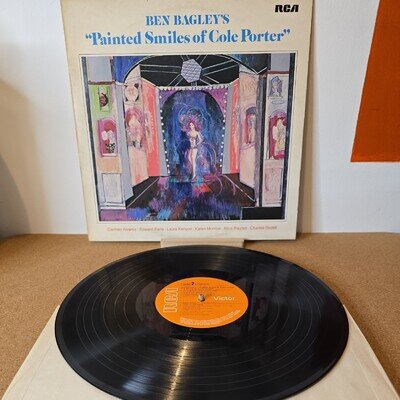 BEN BAGLEY'S
RCA
"Painted Smiles of Cole Porter"
Carmen Alvarez · Edward Earle · Laura Kenyon · Karen Morrow · Alice Playten · Charles Rydell
RCA
Victor